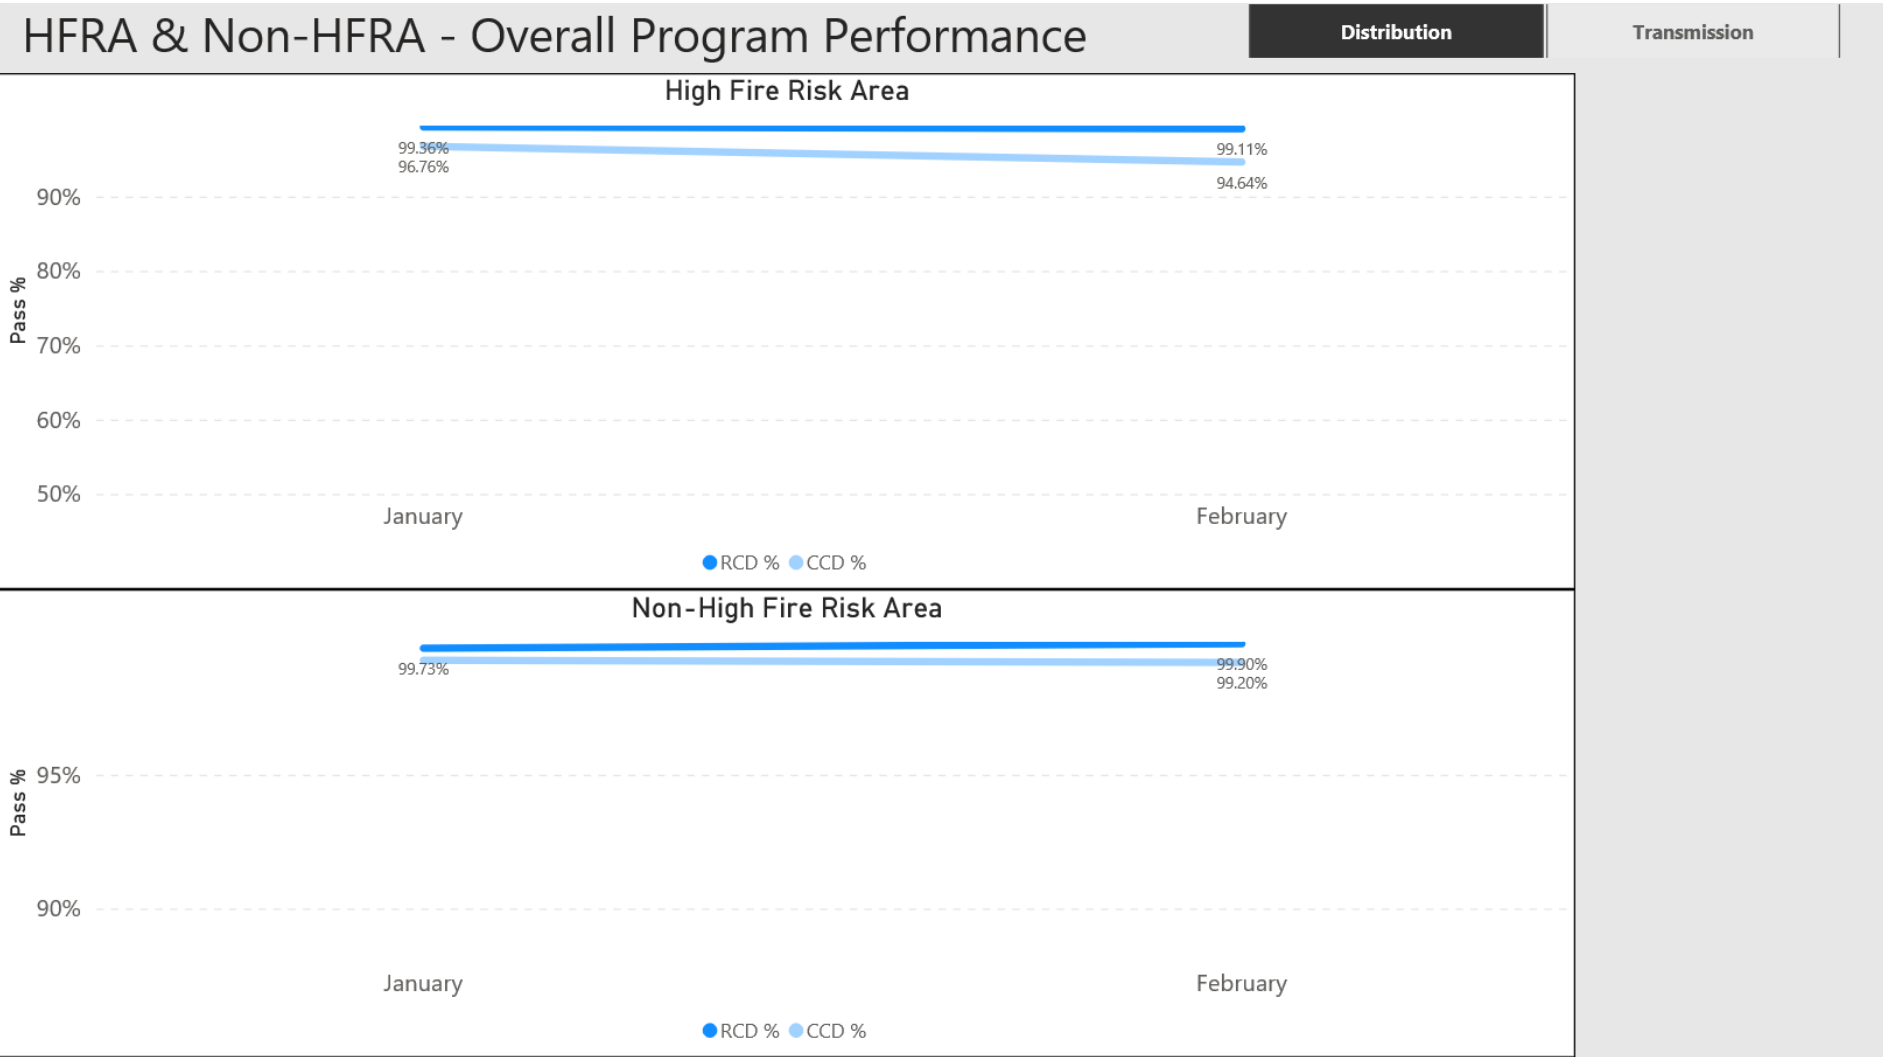 HFRA & Non-HFRA - Overall Program Performance
Distribution
Transmission
High Fire Risk Area
99.36%
96.76%
99.11%
94.64%
90%
80%
70%
60%
50%
Pass %
January
February
RCD %
CCD %
Non-High Fire Risk Area
99.73%
99.90%
99.20%
95%
90%
Pass %
January
February
RCD %
CCD %